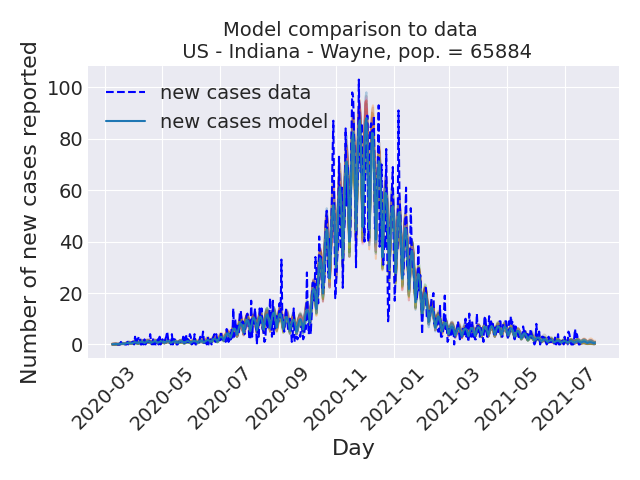 Model comparison to data
US - Indiana - Wayne, pop. = 65884
Number of new cases reported
100
80
60
40
20
0
new cases data
new cases model
2020-03
2020-05
2020-07
2020-09
2020-11
2021-01
2021-03
2021-05
2021-07
Day